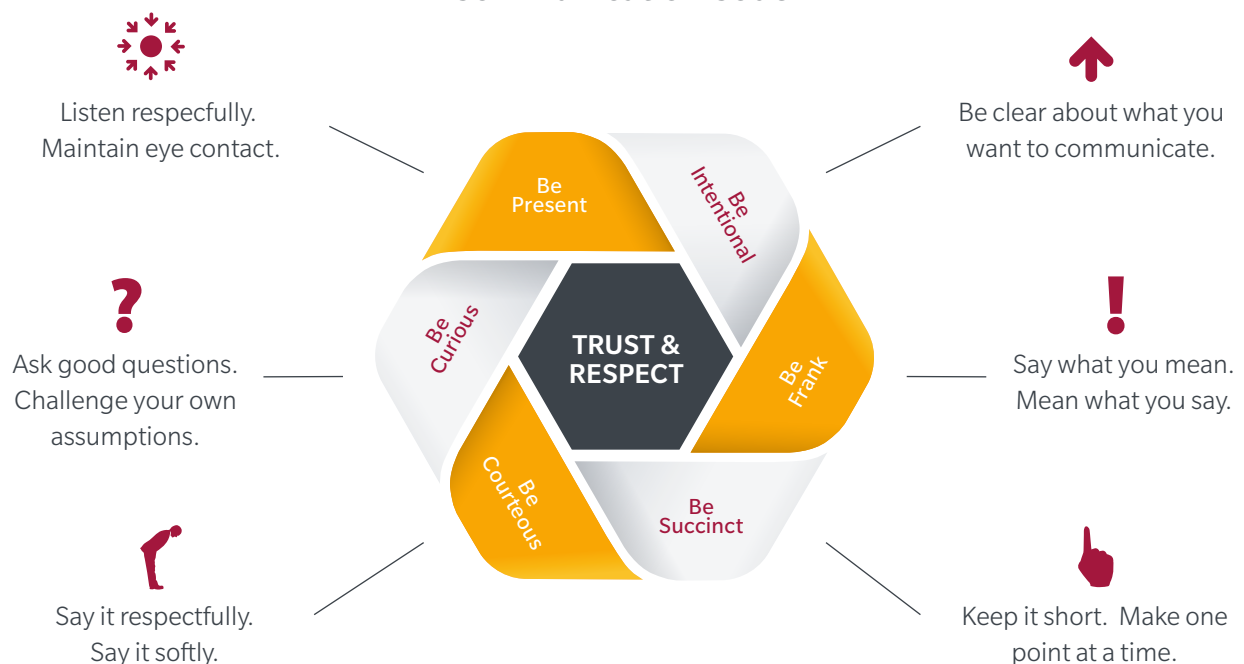 Listen respecfully.
Maintain eye contact.
Be clear about what you
want to communicate.
Be
Present
Be
Intentional
Be
Curious
TRUST &
RESPECT
Be
Frank
Ask good questions.
Challenge your own
assumptions.
Say what you mean.
Mean what you say.
Be
Courteous
Be
Succinct
Say it respectfully.
Say it softly.
Keep it short.  Make one
point at a time.